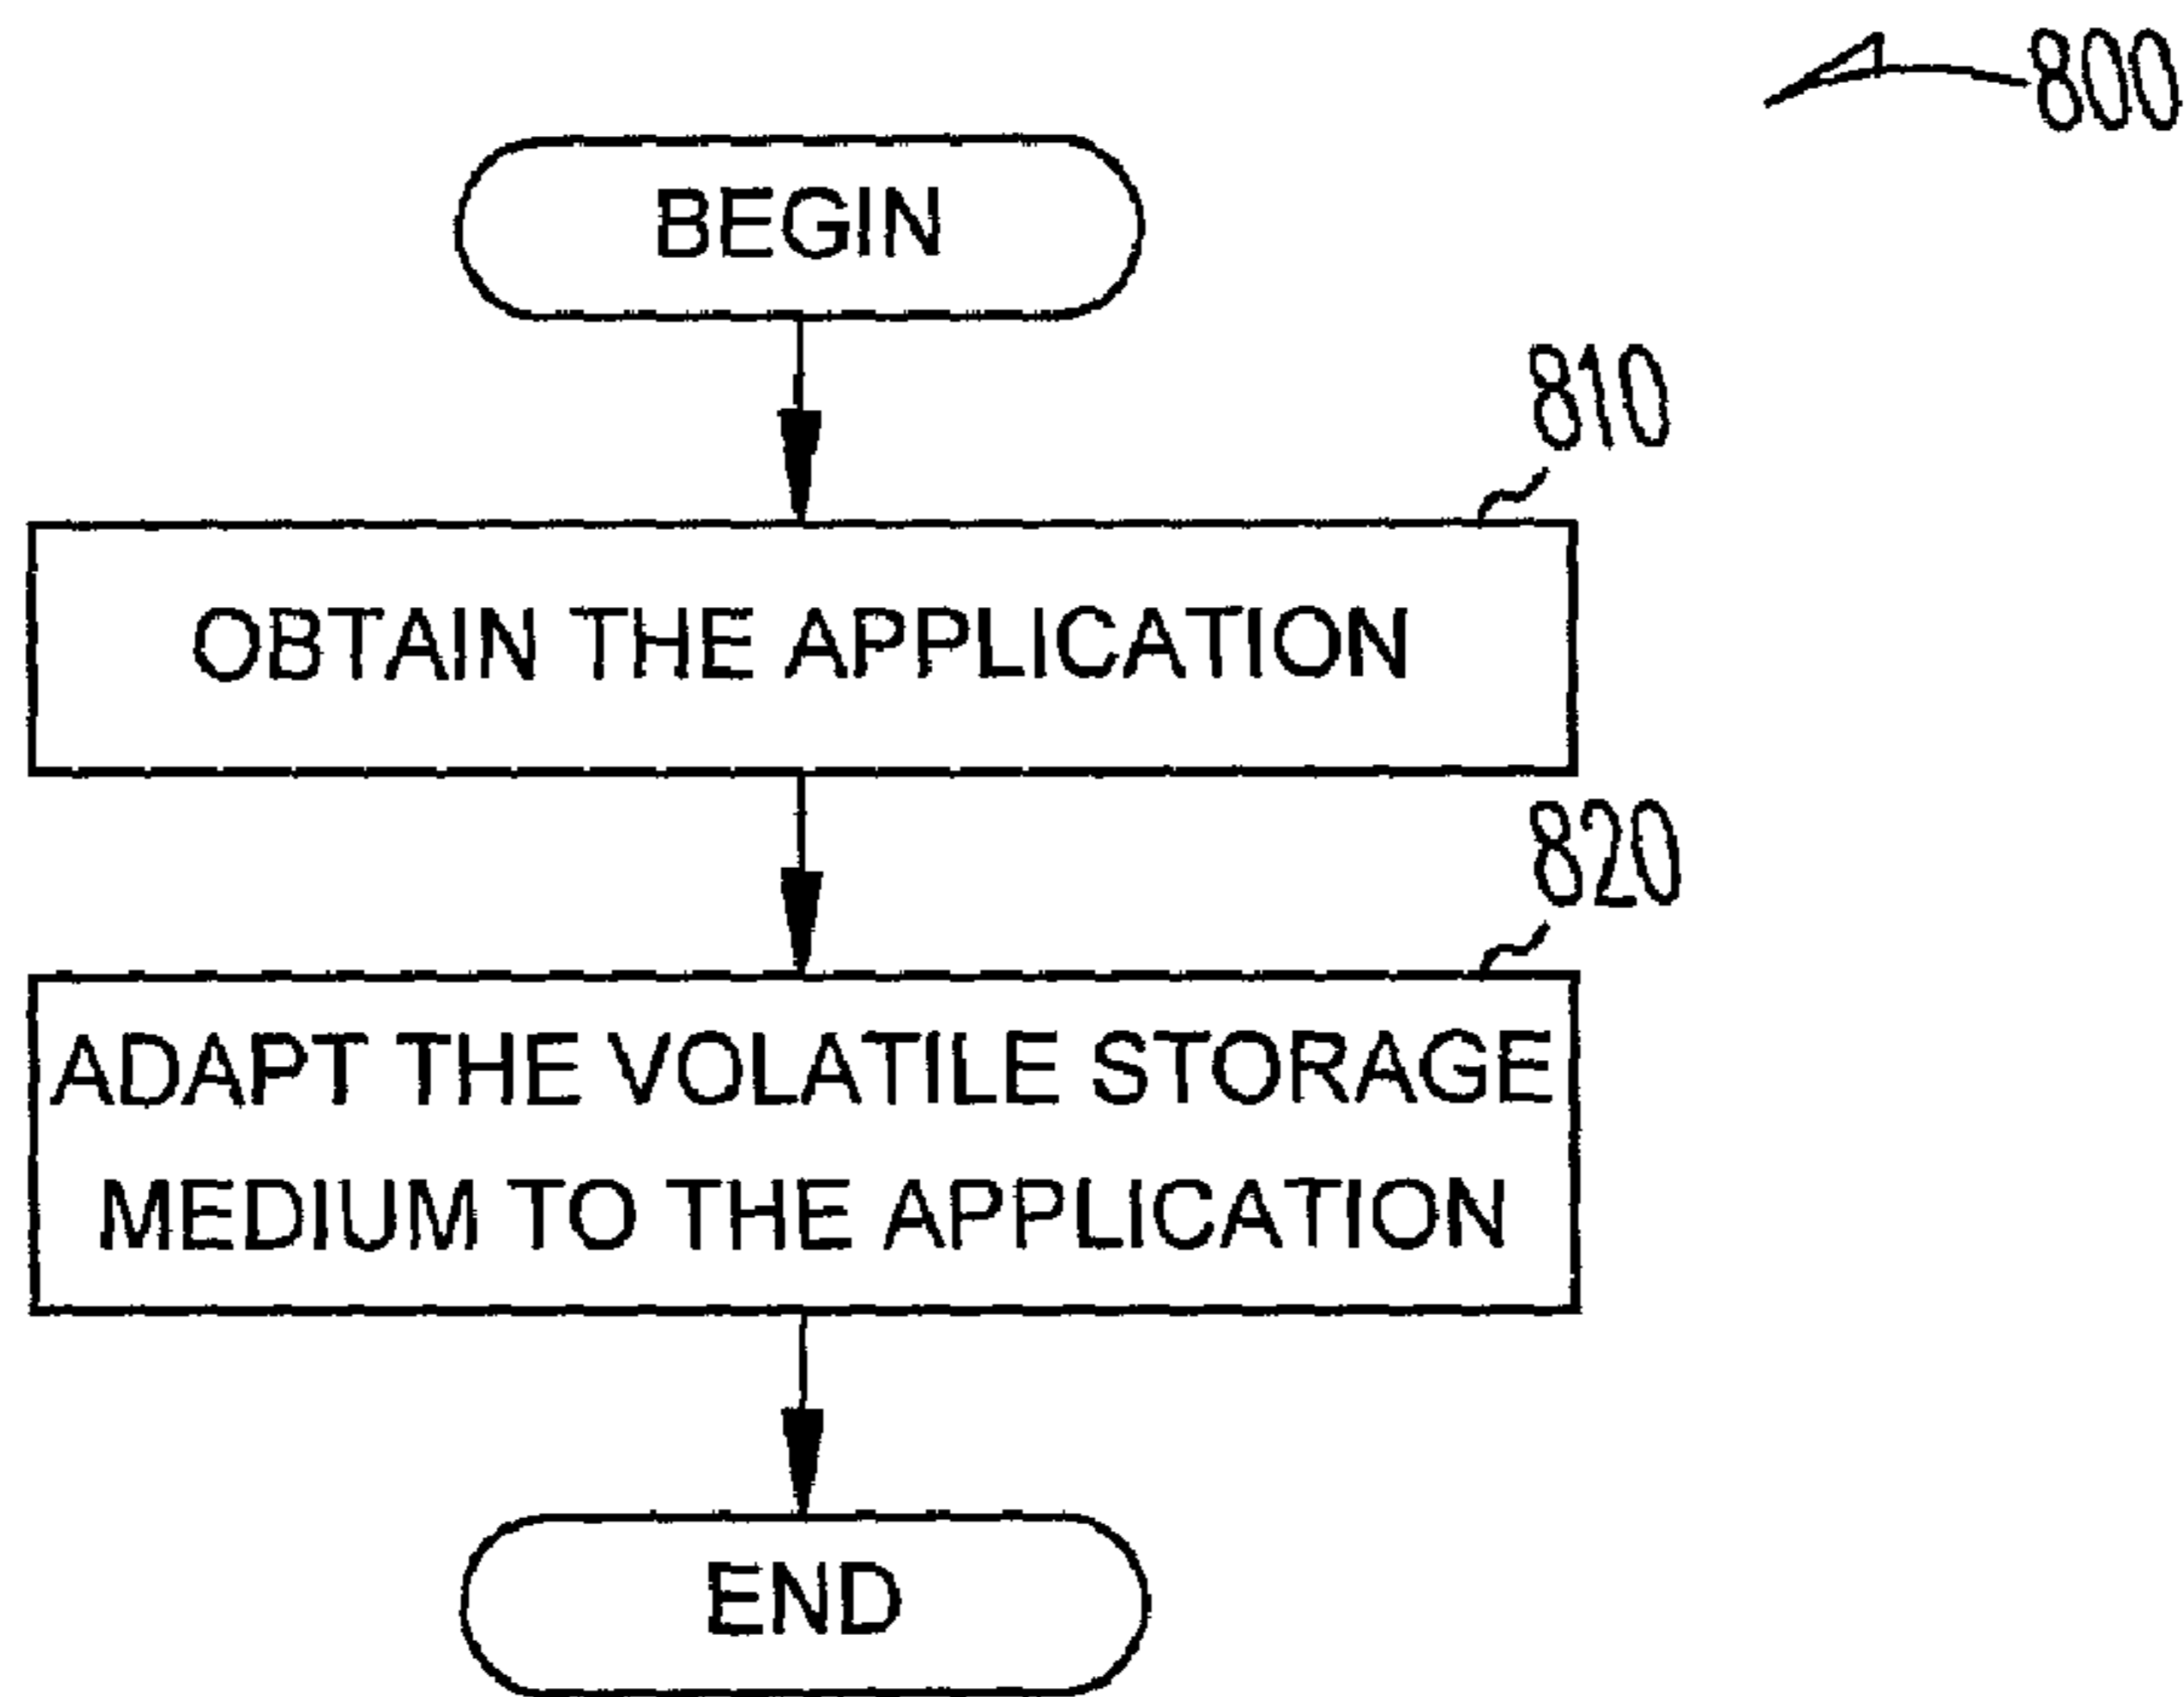 800
BEGIN
810
OBTAIN THE APPLICATION
820
ADAPT THE VOLATILE STORAGE
MEDIUM TO THE APPLICATION
END